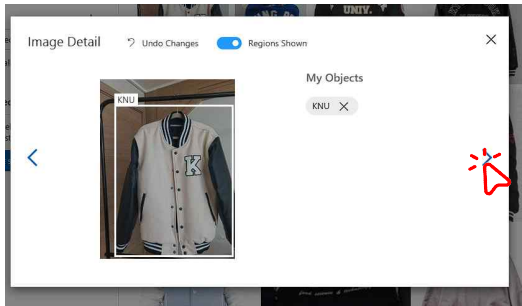 UNIV.
Image Detail
Undo Changes
Regions Shown
My Objects
KNU
KNU
K